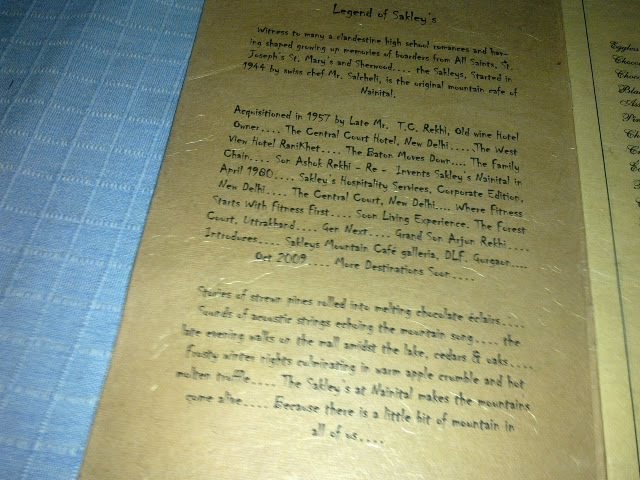 Legend of Sakley's
Witness to many a clandestine high school romances and hav-
ing shaped growing up memories of boarders from All Saints, St.
Joseph's St. Mary's and Sherwood.... the Sakleys, Started in
1944 by swiss chef Mr. Salcheli, is the original mountain cafe of
Nainital.
Acquisitioned in 1957 by Late Mr. T.C. Rekhi, Old wine Hotel
Owner.... The Central Court Hotel, New Delhi.... The West
View Hotel RaniKhet.... The Baton Moves Down.... The Family
Chain.... Son Ashok Rekhi - Re - Invents Sakley's Nainital in
April 1980.... Sakley's Hospitality Services, Corporate Edition,
New Delhi.... The Central Court, New Delhi.... Where Fitness
Starts With Fitness First.... Soon Living Experience. The Forest
Court, Uttrakhand.... Gen Next.... Grand Son Arjun Rekhi....
Introduces.... Sakleys Mountain Café galleria, DLF. Gurgaon....
Oct 2009.... More Destinations Soon....
Stories of strewn pines rolled into melting chocolate éclairs....
Sounds of acoustic strings echoing the mountain song.... the
late evening walks on the mall amidst the lake, cedars & oaks....
Frosty winter nights culminating in warm apple crumble and hot
molten truffle.... The Sakley's at Nainital makes the mountains
come alive.... Because there is a little bit of mountain in
all of us....